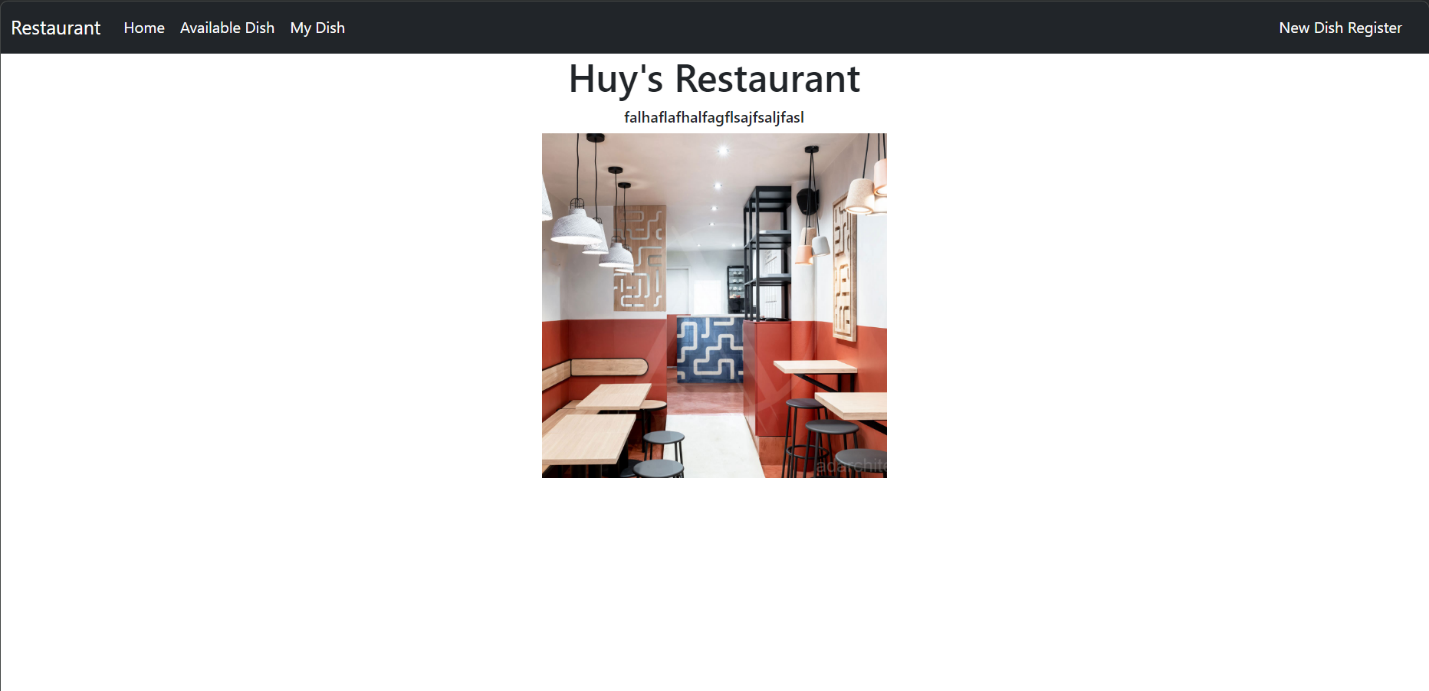 Restaurant Home Available Dish My Dish New Dish Register
Huy's Restaurant
falhaflafhalfagflsajfsaljfasl